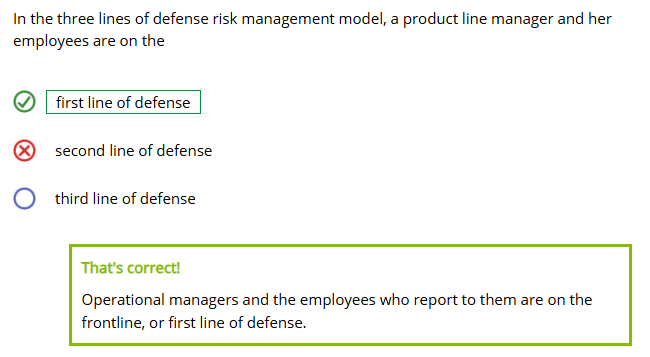 In the three lines of defense risk management model, a product line manager and her
employees are on the
first line of defense
second line of defense
third line of defense
That's correct!
Operational managers and the employees who report to them are on the
frontline, or first line of defense.